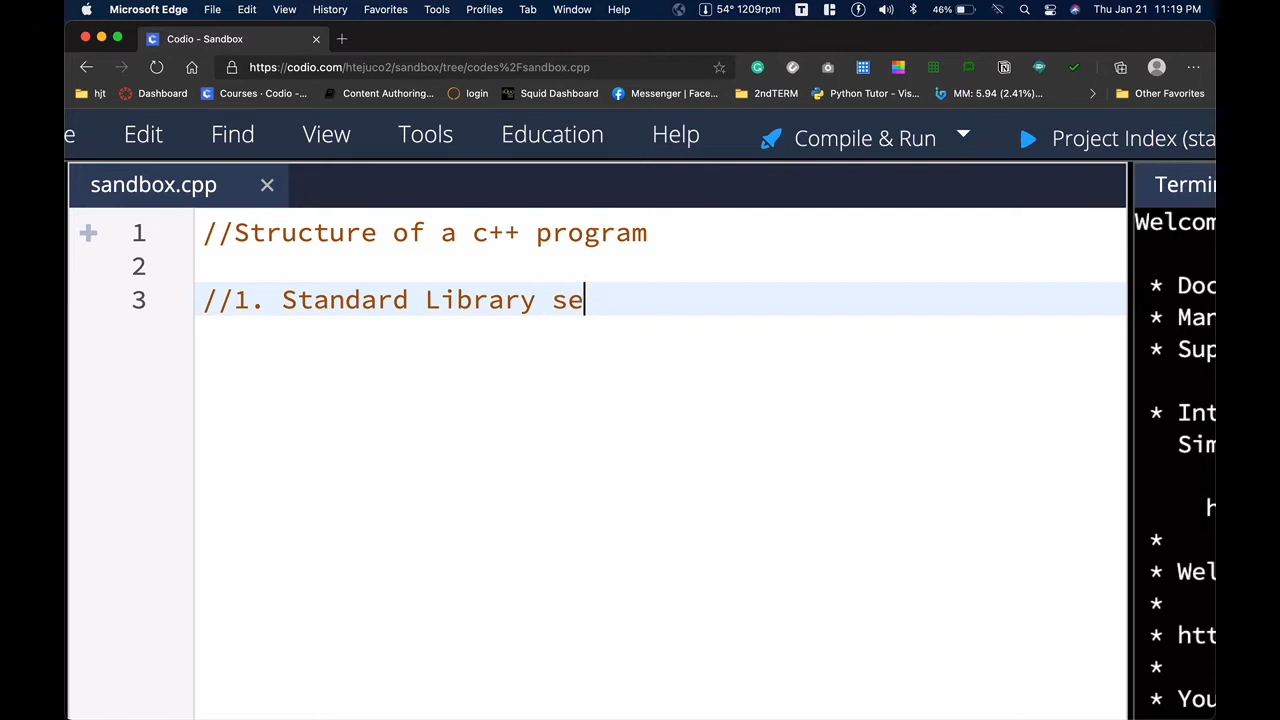 Microsoft Edge File Edit View History Favorites Tools Profiles Tab Window Help 54° 1209rpm T 46% Thu Jan 21 11:19 PM
Codio - Sandbox
https://codio.com/htejuco2/sandbox/tree/codes%2Fsandbox.cpp
hjt Dashboard Courses · Codio -... Content Authoring... login Squid Dashboard Messenger | Face... 2ndTERM Python Tutor - Vis... MM: 5.94 (2.41%)... Other Favorites
e Edit Find View Tools Education Help Compile & Run Project Index (sta
sandbox.cpp Termi
1 //Structure of a c++ program
2
3 //1. Standard Library se
Welcom
* Doc
* Man
* Sup
* Int
Sim
h
*
* Wel
*
* htt
*
* You